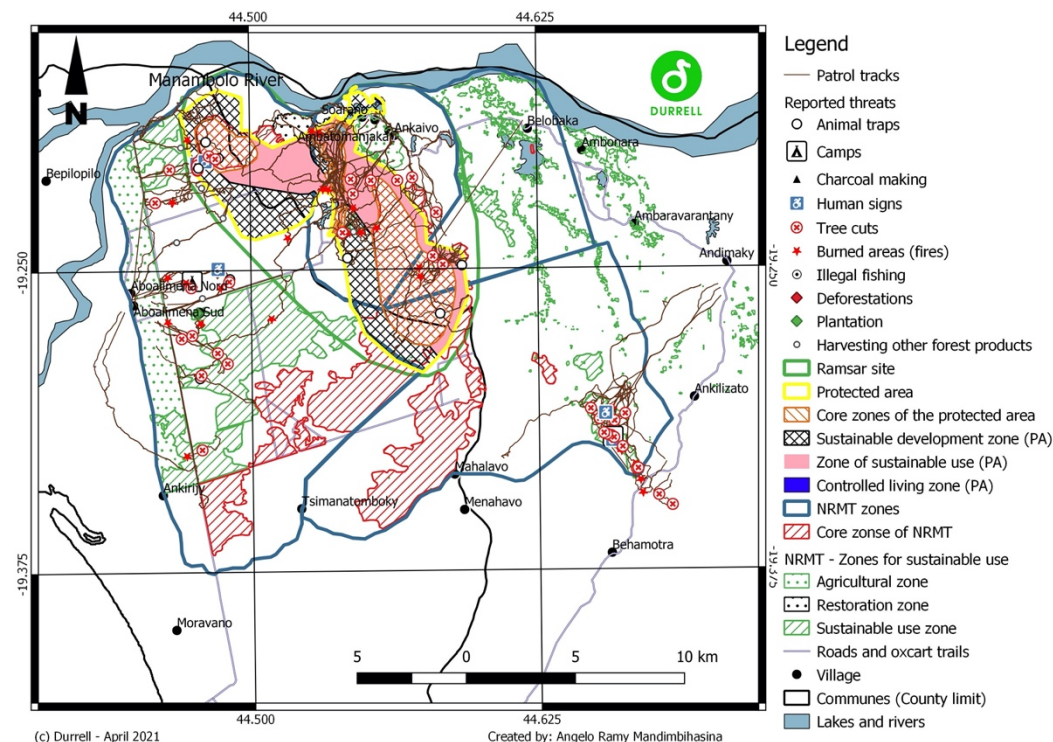 44.500
44.625
Manambolo River
N
DURRELL
Soarano
Ambatomanjakan
Ankaivo
Belobaka
Ambonara
Bepilopilo
Ambaravarantany
Andimaky
-19.250
-19.250
Aboalimena Nord
Aboalimena Sud
Ankilizato
Mahalavo
Ankirijy
Tsimanatomboky
Menahavo
Behamotra
-19.375
-19.375
Moravano
5 0 5 10 km
44.500
44.625
(c) Durrell - April 2021
Created by: Angelo Ramy Mandimbihasina
Legend
Patrol tracks
Reported threats
Animal traps
Camps
Charcoal making
Human signs
Tree cuts
Burned areas (fires)
Illegal fishing
Deforestations
Plantation
Harvesting other forest products
Ramsar site
Protected area
Core zones of the protected area
Sustainable development zone (PA)
Zone of sustainable use (PA)
Controlled living zone (PA)
NRMT zones
Core zonse of NRMT
NRMT - Zones for sustainable use
Agricultural zone
Restoration zone
Sustainable use zone
Roads and oxcart trails
Village
Communes (County limit)
Lakes and rivers